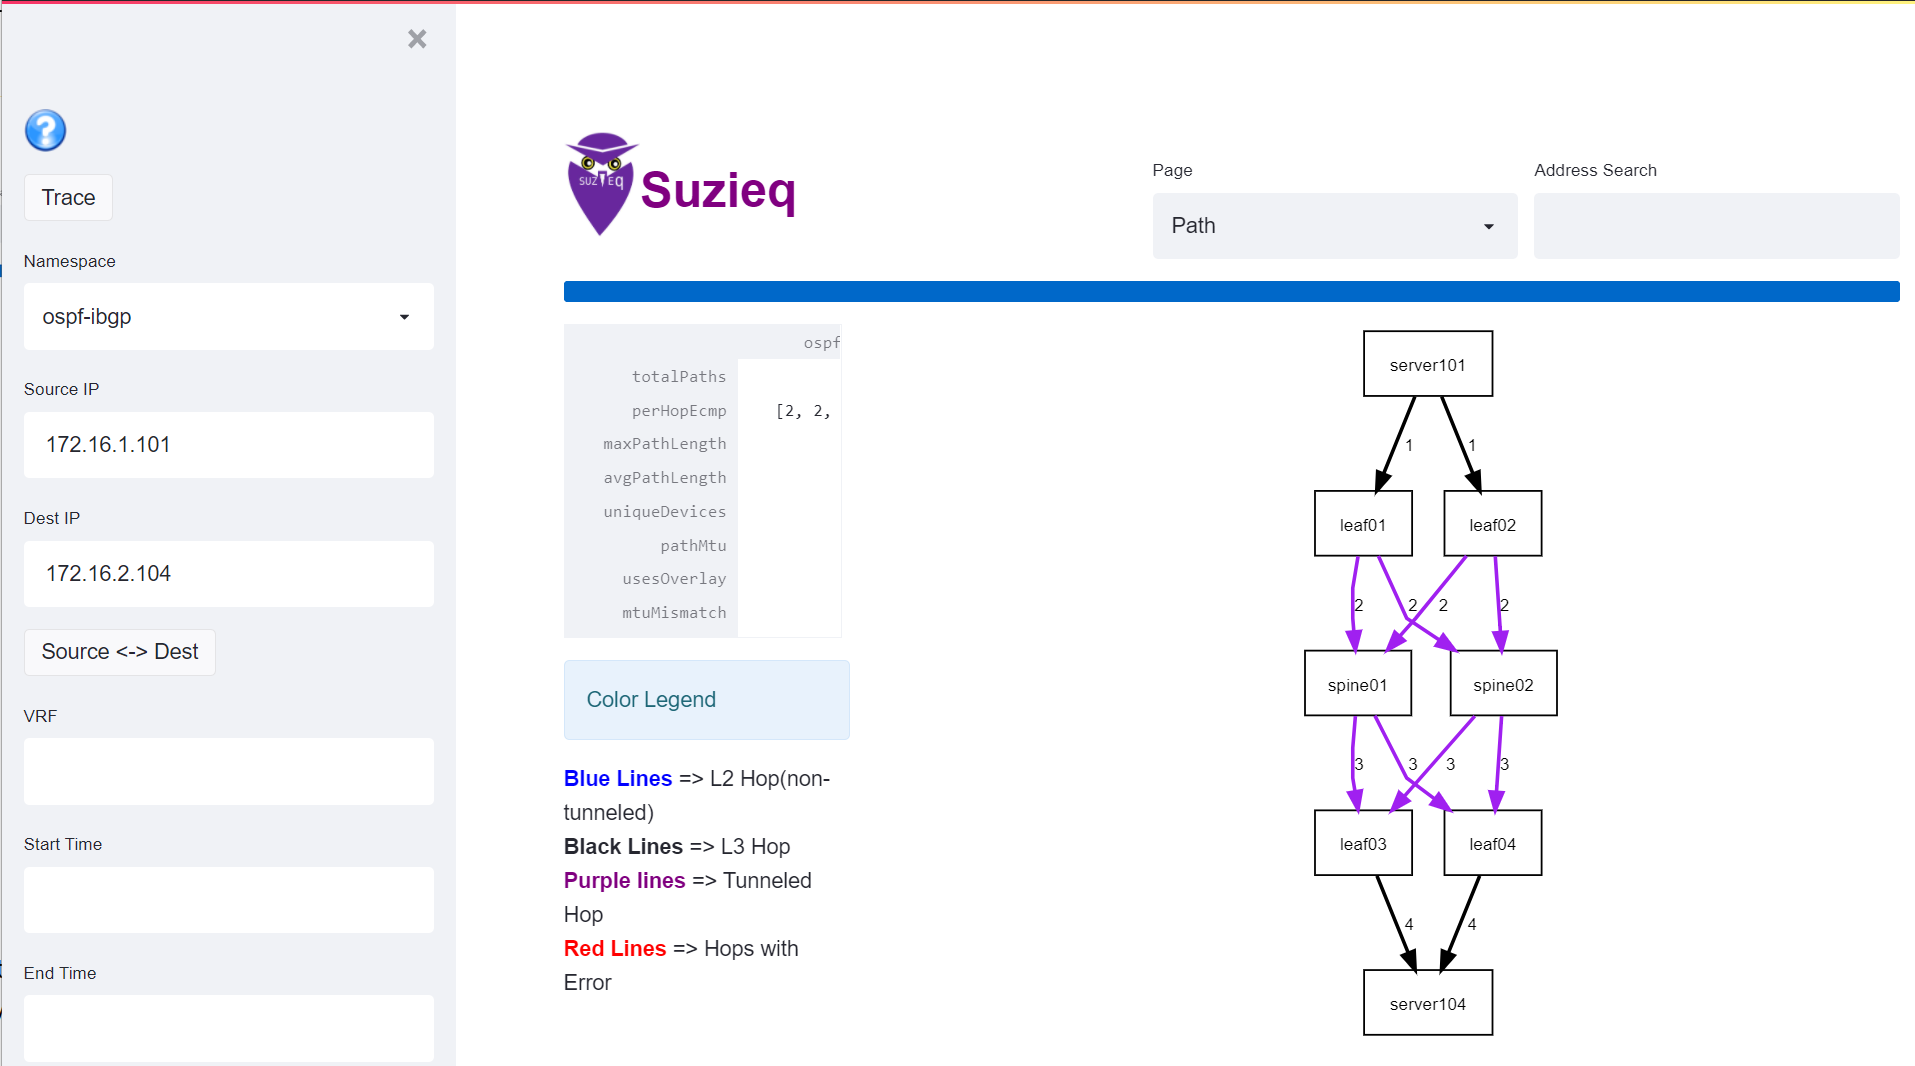 ×
?
Trace
Namespace
ospf-ibgp
Source IP
172.16.1.101
Dest IP
172.16.2.104
Source <-> Dest
VRF
Start Time
End Time
SUZIEQ
Suzieq
Page
Path
Address Search
ospf
totalPaths
perHopEcmp [2, 2,
maxPathLength
avgPathLength
uniqueDevices
pathMtu
usesOverlay
mtuMismatch
Color Legend
Blue Lines => L2 Hop(non-
tunneled)
Black Lines => L3 Hop
Purple lines => Tunneled
Hop
Red Lines => Hops with
Error
server101
1 1
leaf01 leaf02
2 2 2 2
spine01 spine02
3 3 3 3
leaf03 leaf04
4 4
server104